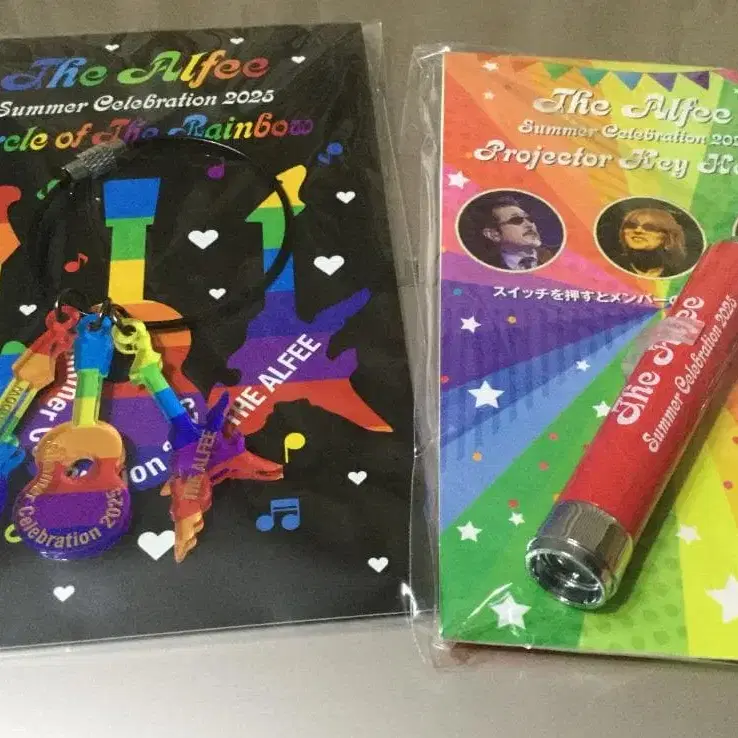 The Alfee
Summer Celebration 2025
rcle of The Rainbow
THE ALFEE
Summer Celebration 2025
THE ALFEE
The Alfee
Summer Celebration 202
Projector Key Ho
スイッチを押すとメンバーの
The Alfee
Summer Celebration 2025